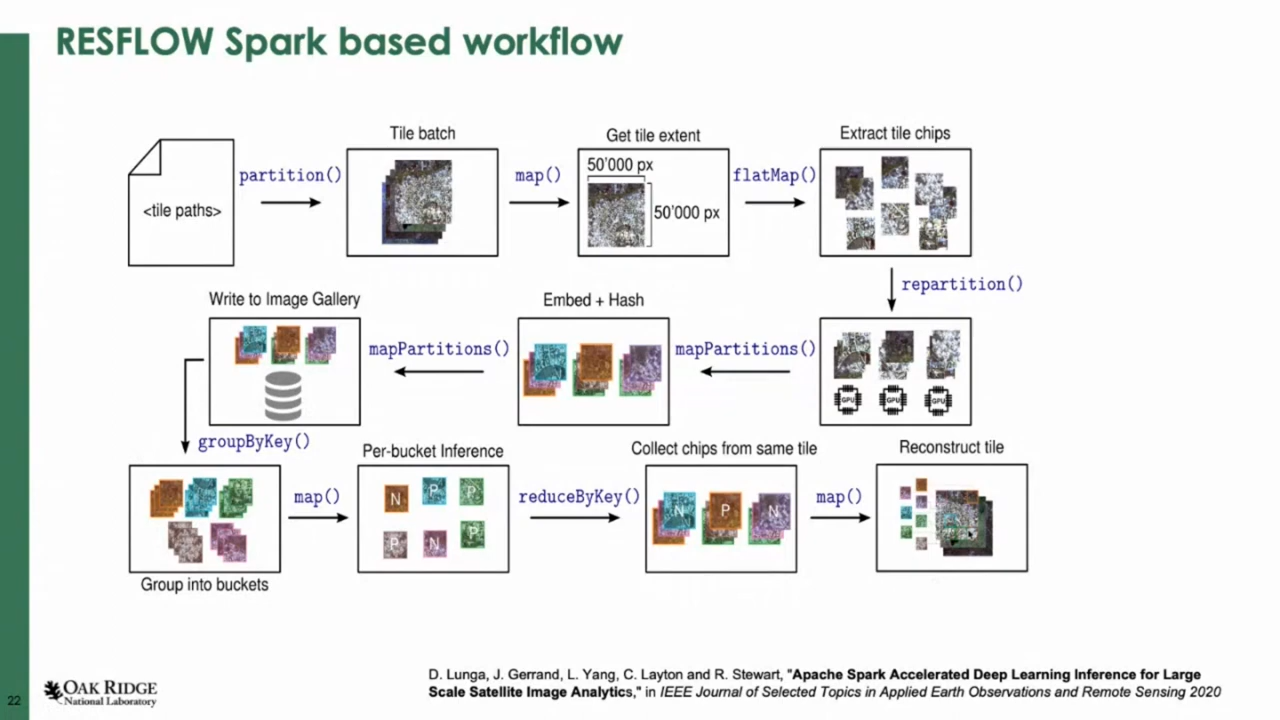 RESFLOW Spark based workflow
Tile batch
Get tile extent
Extract tile chips
<tile paths>
partition()
map()
50'000 px
50'000 px
flatMap()
repartition()
Write to Image Gallery
Embed + Hash
mapPartitions()
mapPartitions()
GPU
GPU
GPU
groupByKey()
Per-bucket Inference
Collect chips from same tile
Reconstruct tile
map()
N P P
P N P
reduceByKey()
N P N
map()
Group into buckets
D. Lunga, J. Gerrand, L. Yang, C. Layton and R. Stewart, "Apache Spark Accelerated Deep Learning Inference for Large
Scale Satellite Image Analytics," in IEEE Journal of Selected Topics in Applied Earth Observations and Remote Sensing 2020
22
OAK RIDGE
National Laboratory